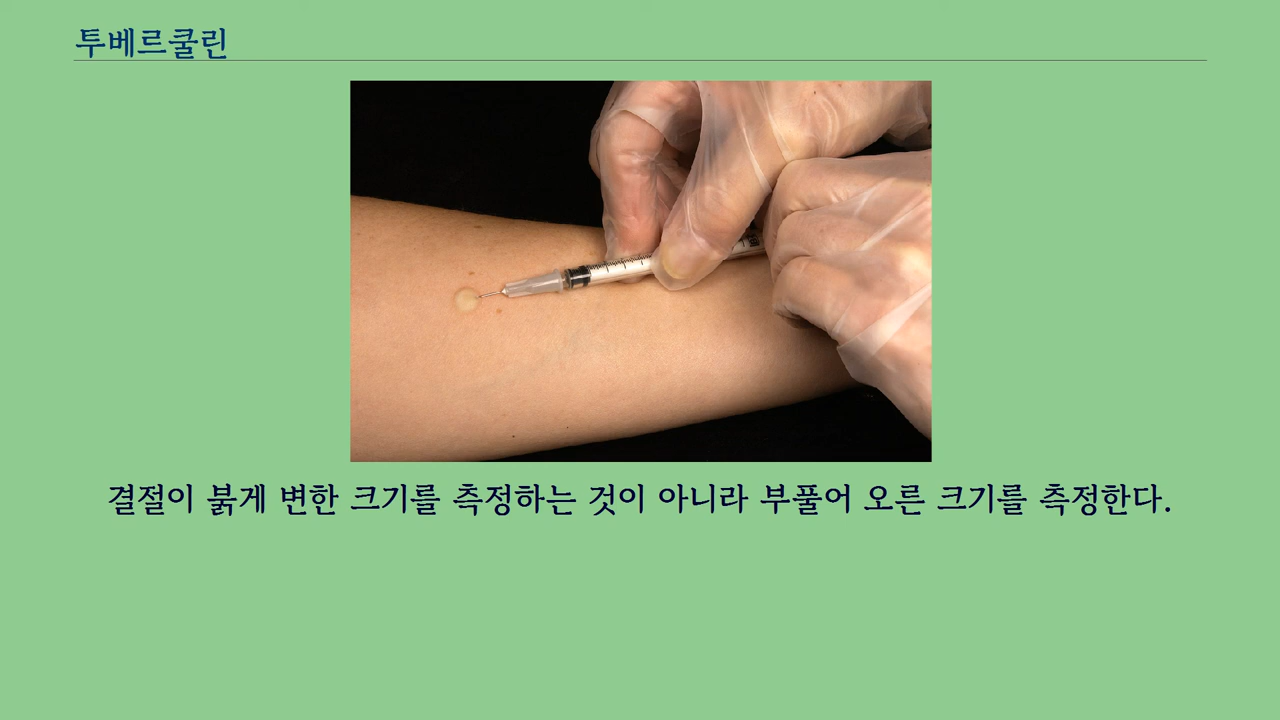 투베르쿨린
결절이 붉게 변한 크기를 측정하는 것이 아니라 부풀어 오른 크기를 측정한다.